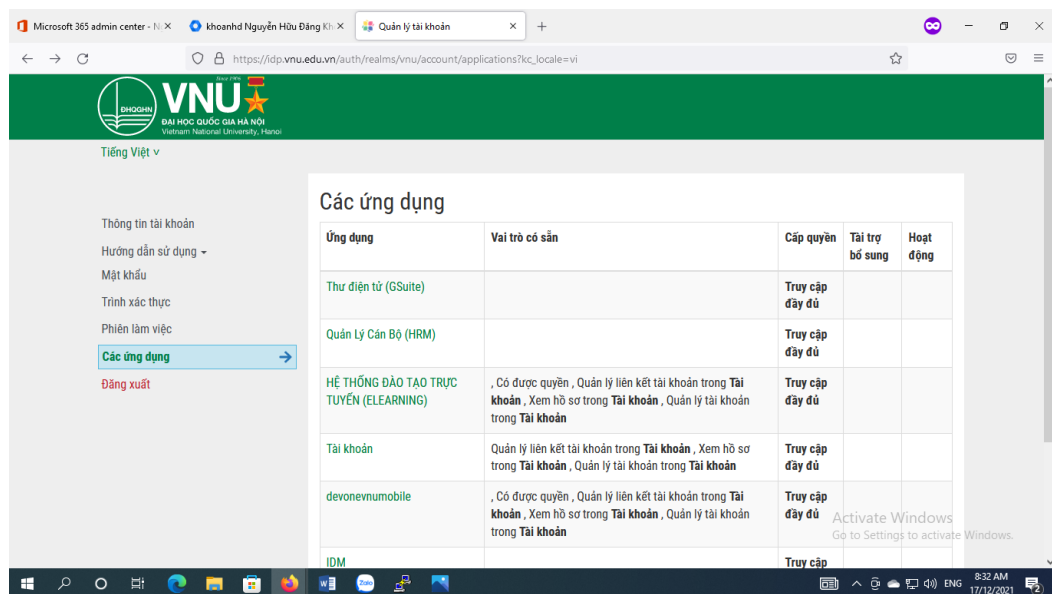 Microsoft 365 admin center - N
khoanhd Nguyễn Hữu Đăng Kh
Quản lý tài khoản
https://idp.vnu.edu.vn/auth/realms/vnu/account/applications?kc_locale=vi
Since 1906
ĐHQGHN
VNU
ĐẠI HỌC QUỐC GIA HÀ NỘI
Vietnam National University, Hanoi
Tiếng Việt
Các ứng dụng
Thông tin tài khoản
Hướng dẫn sử dụng
Mật khẩu
Trình xác thực
Phiên làm việc
Các ứng dụng
Đăng xuất
Ứng dụng Vai trò có sẵn Cấp quyền Tài trợ bổ sung Hoạt động
Thư điện tử (GSuite) Truy cập
đầy đủ
Quản Lý Cán Bộ (HRM) Truy cập
đầy đủ
HỆ THỐNG ĐÀO TẠO TRỰC , Có được quyền , Quản lý liên kết tài khoản trong Tài Truy cập
TUYẾN (ELEARNING) khoản , Xem hồ sơ trong Tài khoản , Quản lý tài khoản đầy đủ
trong Tài khoản
Tài khoản Quản lý liên kết tài khoản trong Tài khoản , Xem hồ sơ Truy cập
trong Tài khoản , Quản lý tài khoản trong Tài khoản đầy đủ
devonevnumobile , Có được quyền , Quản lý liên kết tài khoản trong Tài Truy cập
khoản , Xem hồ sơ trong Tài khoản , Quản lý tài khoản đầy đủ
trong Tài khoản
IDM Truy cập
Activate Windows
Go to Settings to activate Windows.
Zalo
ENG
8:32 AM
17/12/2021
2